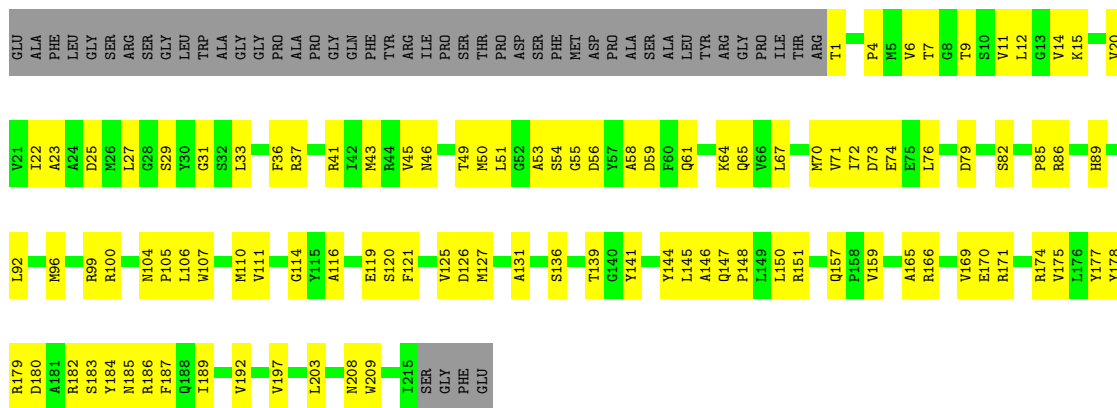 GLU ALA PHE LEU GLY SER ARG SER GLY LEU TRP ALA GLY GLY PRO ALA PRO GLY GLN PHE TYR ARG ILE PRO SER THR PRO ASP SER PHE MET ASP PRO ALA SER ALA LEU TYR ARG GLY PRO ILE THR ARG T1 P4 M5 V6 T7 G8 T9 S10 V11 L12 G13 V14 K15 V20
V21 I22 A23 A24 D25 M26 L27 G28 S29 Y30 G31 S32 L33 F36 R37 R41 I42 M43 R44 V45 N46 T49 M50 L51 G52 A53 S54 G55 D56 Y57 A58 D59 F60 Q61 K64 Q65 V66 L67 M70 V71 I72 D73 E74 E75 L76 D79 S82 P85 R86 H89
L92 M96 R99 R100 N104 P105 L106 W107 M110 V111 G114 Y115 A116 E119 S120 F121 V125 D126 M127 A131 S136 T139 G140 Y141 Y144 L145 A146 Q147 P148 L149 L150 R151 Q157 P158 V159 A165 R166 V169 E170 R171 R174 V175 L176 Y177 Y178
R179 D180 A181 R182 S183 Y184 N185 R186 F187 Q188 I189 V192 V197 L203 N208 W209 I215 SER GLY PHE GLU